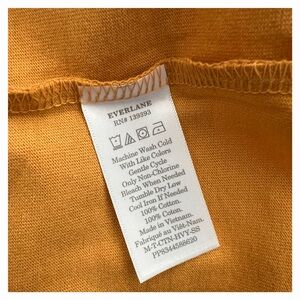 EVERLANE
RN# 139393
Machine Wash Cold
With Like Colors
Gentle Cycle
Only Non-Chlorine
Bleach When Needed
Tumble Dry Low
Cool Iron If Needed
100% Cotton.
100% Coton.
Made in Vietnam.
Fabriqué au Viêt-Nam.
M-T-CTN-HVY-SS
PP8344588620